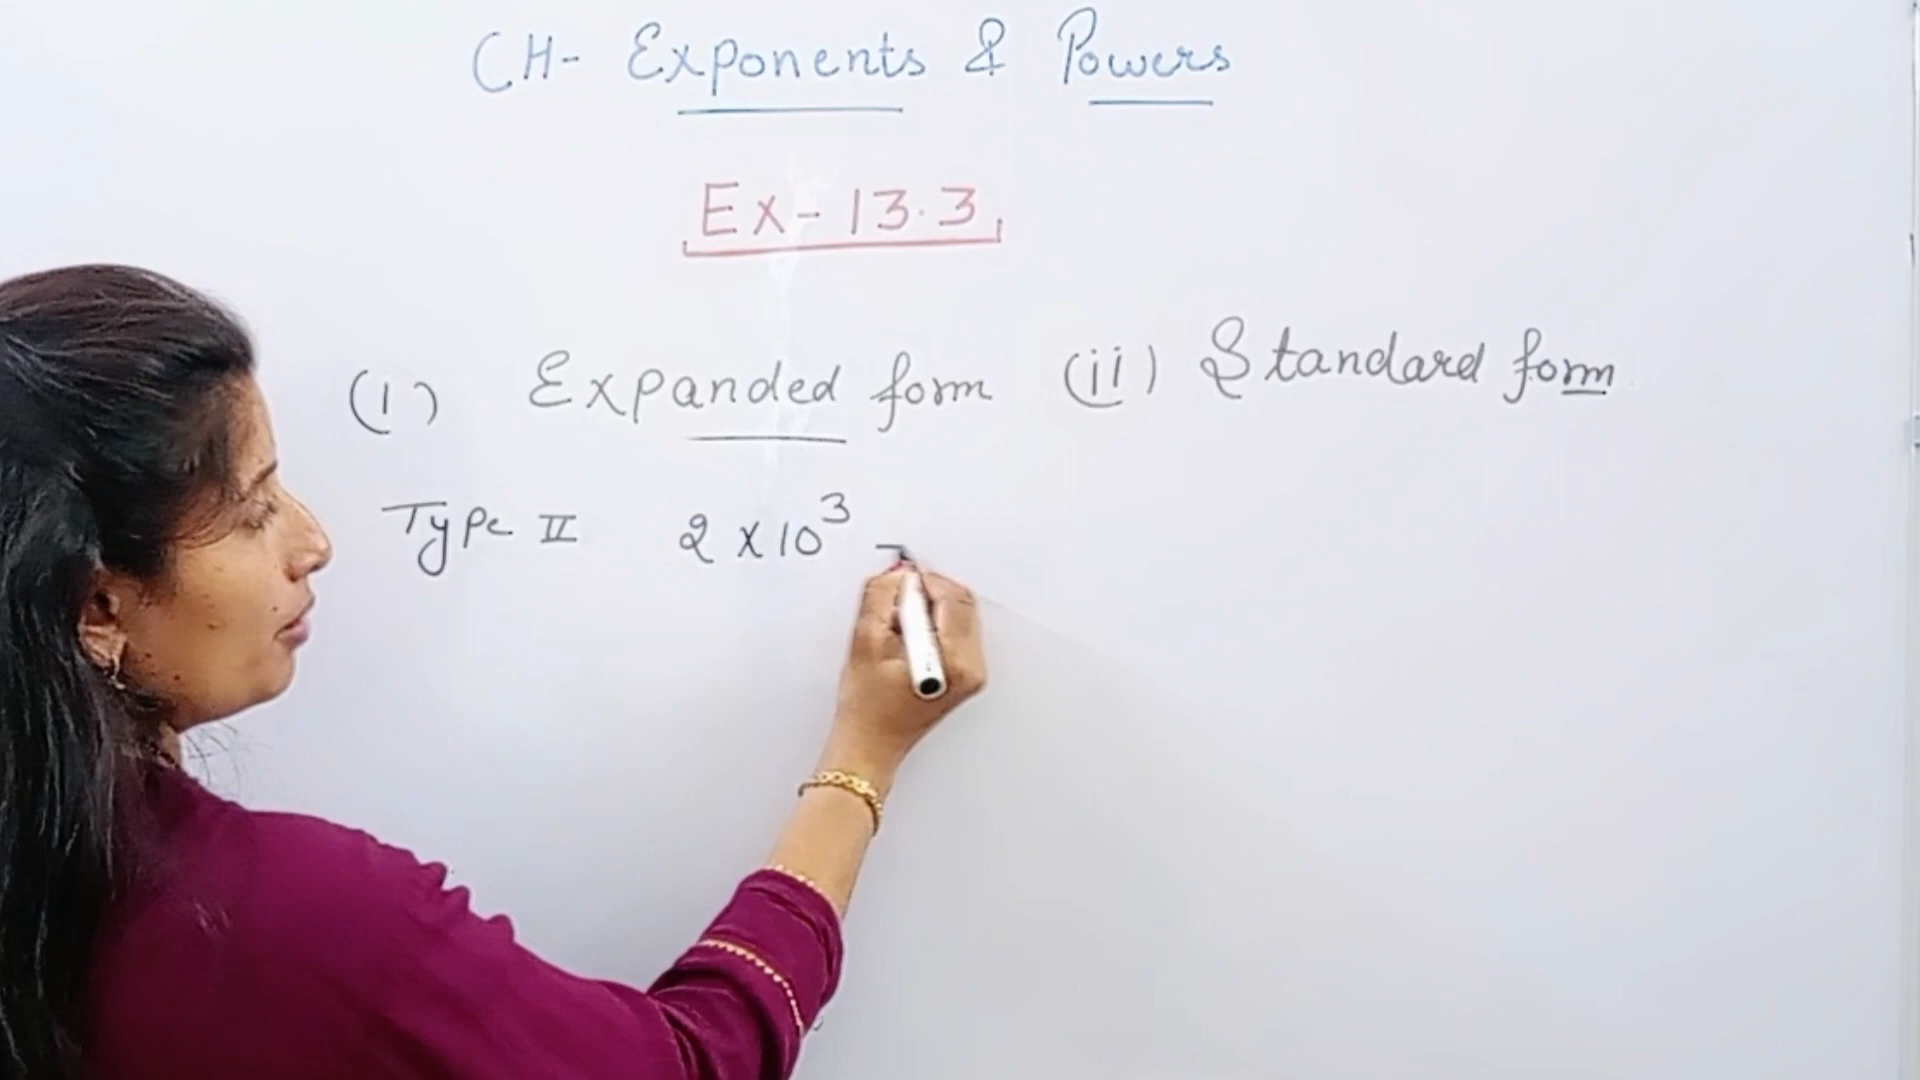 CH- Exponents & Powers
Ex- 13.3
(i) Expanded form (ii) Standard form
Type II 2 x 10³ -